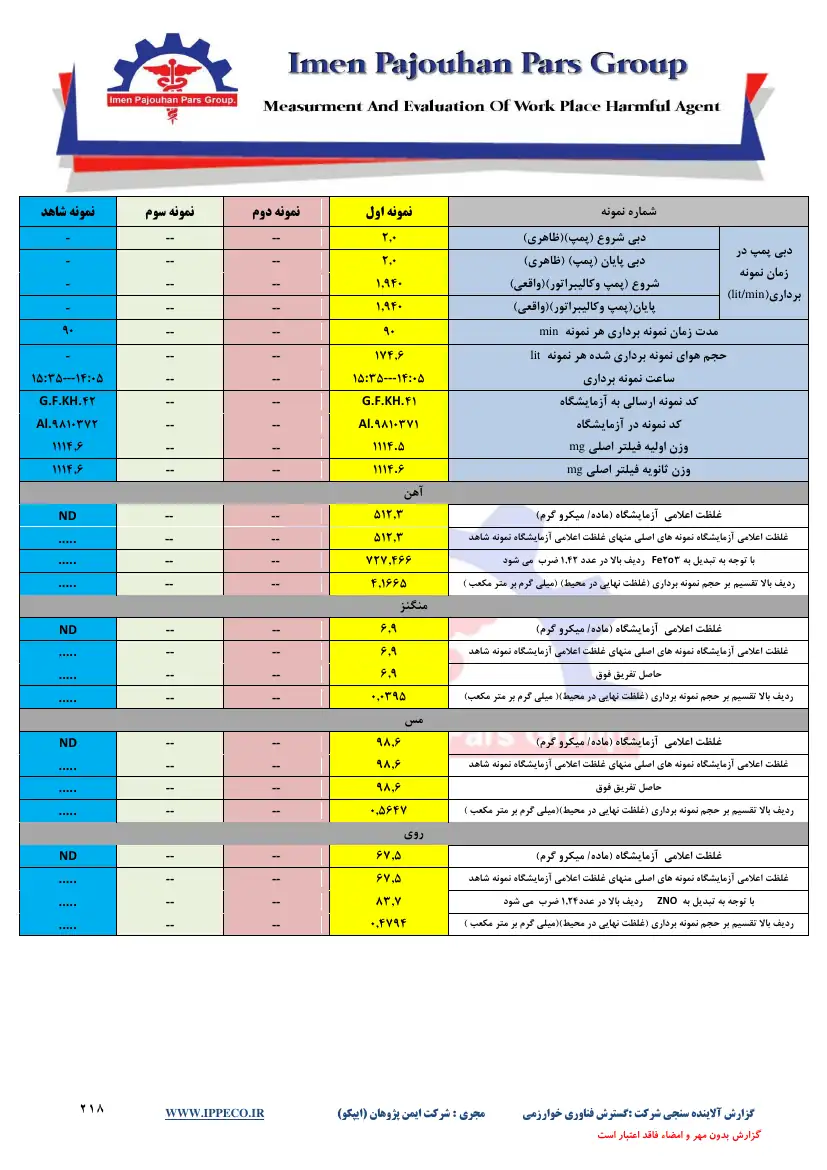 Imen Pajouhan Pars Group.
Imen Pajouhan Pars Group
Measurment And Evaluation Of Work Place Harmful Agent
شماره نمونه نمونه اول نمونه دوم نمونه سوم نمونه شاهد
دبی پمپ در زمان نمونه برداری(lit/min)
دبی شروع (پمپ)(ظاهری) ۲,۰ -- -- -
دبی پایان (پمپ) (ظاهری) ۲,۰ -- -- -
شروع (پمپ وکالیبراتور)(واقعی) ۱,۹۴۰ -- -- -
پایان(پمپ وکالیبراتور)(واقعی) ۱,۹۴۰ -- -- -
مدت زمان نمونه برداری هر نمونه min ۹۰ -- -- ۹۰
حجم هوای نمونه برداری شده هر نمونه lit ۱۷۴,۶ -- -- -
ساعت نمونه برداری ۱۴:۰۵---۱۵:۳۵ -- -- ۱۴:۰۵---۱۵:۳۵
کد نمونه ارسالی به آزمایشگاه G.F.KH.۴۱ -- -- G.F.KH.۴۲
کد نمونه در آزمایشگاه Al.۹۸۱۰۳۷۱ -- -- Al.۹۸۱۰۳۷۲
وزن اولیه فیلتر اصلی mg ۱۱۱۴.۵ -- -- ۱۱۱۴,۶
وزن ثانویه فیلتر اصلی mg ۱۱۱۴.۶ -- -- ۱۱۱۴,۶
آهن
غلظت اعلامی آزمایشگاه (ماده/ میکرو گرم) ۵۱۲,۳ -- -- ND
غلظت اعلامی آزمایشگاه نمونه های اصلی منهای غلظت اعلامی آزمایشگاه نمونه شاهد ۵۱۲,۳ -- -- .....
با توجه به تبدیل به Fe۲o۳ ردیف بالا در عدد ۱,۴۲ ضرب می شود ۷۲۷,۴۶۶ -- -- .....
ردیف بالا تقسیم بر حجم نمونه برداری (غلظت نهایی در محیط) (میلی گرم بر متر مکعب ) ۴,۱۶۶۵ -- -- .....
منگنز
غلظت اعلامی آزمایشگاه (ماده/ میکرو گرم) ۶,۹ -- -- ND
غلظت اعلامی آزمایشگاه نمونه های اصلی منهای غلظت اعلامی آزمایشگاه نمونه شاهد ۶,۹ -- -- .....
حاصل تفریق فوق ۶,۹ -- -- .....
ردیف بالا تقسیم بر حجم نمونه برداری (غلظت نهایی در محیط)( میلی گرم بر متر مکعب) ۰,۰۳۹۵ -- -- .....
مس
غلظت اعلامی آزمایشگاه (ماده/ میکرو گرم) ۹۸,۶ -- -- ND
غلظت اعلامی آزمایشگاه نمونه های اصلی منهای غلظت اعلامی آزمایشگاه نمونه شاهد ۹۸,۶ -- -- .....
حاصل تفریق فوق ۹۸,۶ -- -- .....
ردیف بالا تقسیم بر حجم نمونه برداری (غلظت نهایی در محیط)(میلی گرم بر متر مکعب ) ۰,۵۶۴۷ -- -- .....
روی
غلظت اعلامی آزمایشگاه (ماده/ میکرو گرم) ۶۷,۵ -- -- ND
غلظت اعلامی آزمایشگاه نمونه های اصلی منهای غلظت اعلامی آزمایشگاه نمونه شاهد ۶۷,۵ -- -- .....
با توجه به تبدیل به ZNO ردیف بالا در عدد۱,۲۴ ضرب می شود ۸۳,۷ -- -- .....
ردیف بالا تقسیم بر حجم نمونه برداری (غلظت نهایی در محیط)(میلی گرم بر متر مکعب ) ۰,۴۷۹۴ -- -- .....
گزارش آلاینده سنجی شرکت :گسترش فناوری خوارزمی مجری : شرکت ایمن پژوهان (ایپکو) WWW.IPPECO.IR ۲۱۸
گزارش بدون مهر و امضاء فاقد اعتبار است